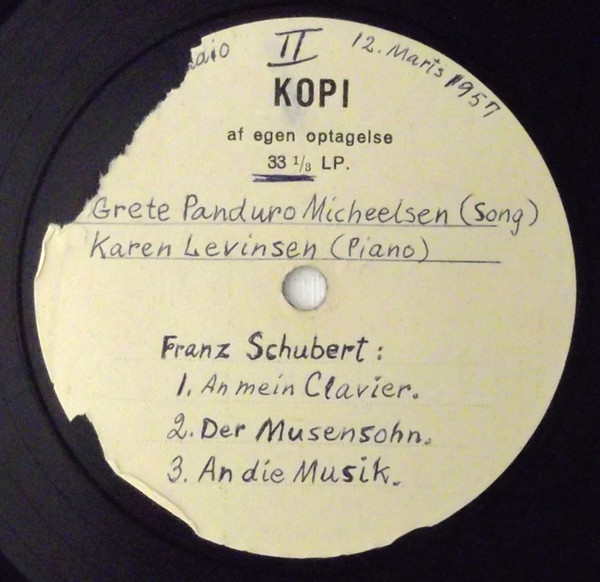 II 12. Marts 1957
KOPI
af egen optagelse
33 1/3 LP.
Grete Panduro Micheelsen (Song)
Karen Levinsen (Piano)
Franz Schubert:
1. An mein Clavier.
2. Der Musensohn.
3. An die Musik.